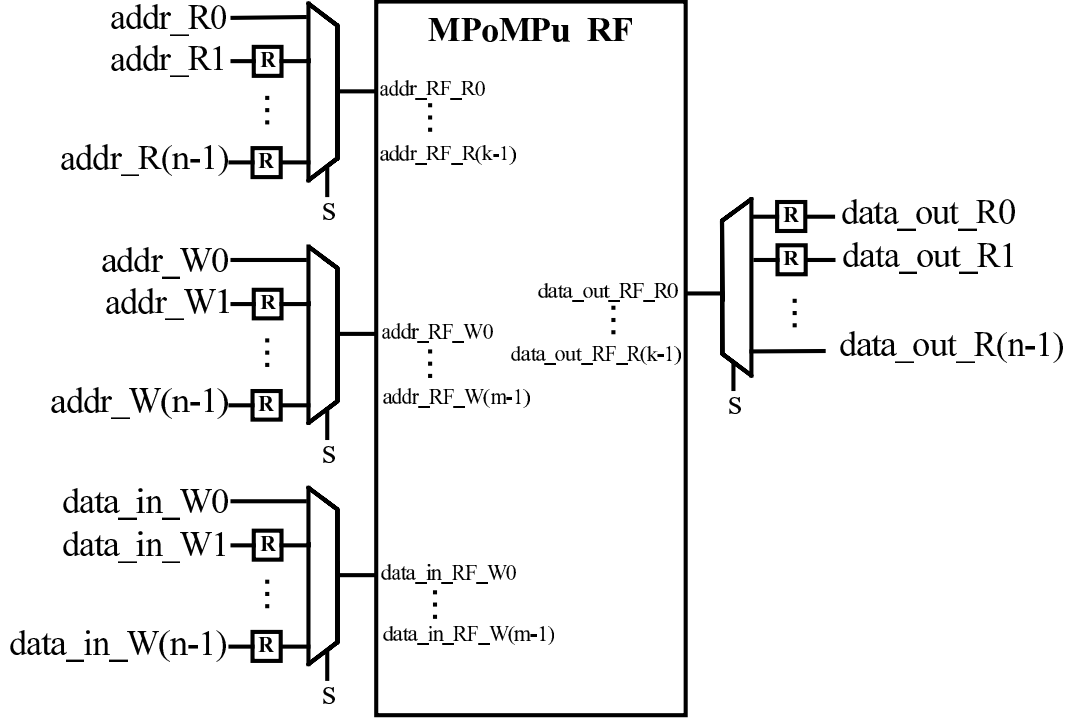 addr_R0
addr_R1
R
addr_R(n-1)
R
s
addr_W0
addr_W1
R
addr_W(n-1)
R
s
data_in_W0
data_in_W1
R
data_in_W(n-1)
R
s
MPoMPu RF
addr_RF_R0
addr_RF_R(k-1)
addr_RF_W0
addr_RF_W(m-1)
data_in_RF_W0
data_in_RF_W(m-1)
data_out_RF_R0
data_out_RF_R(k-1)
R
data_out_R0
R
data_out_R1
data_out_R(n-1)
s